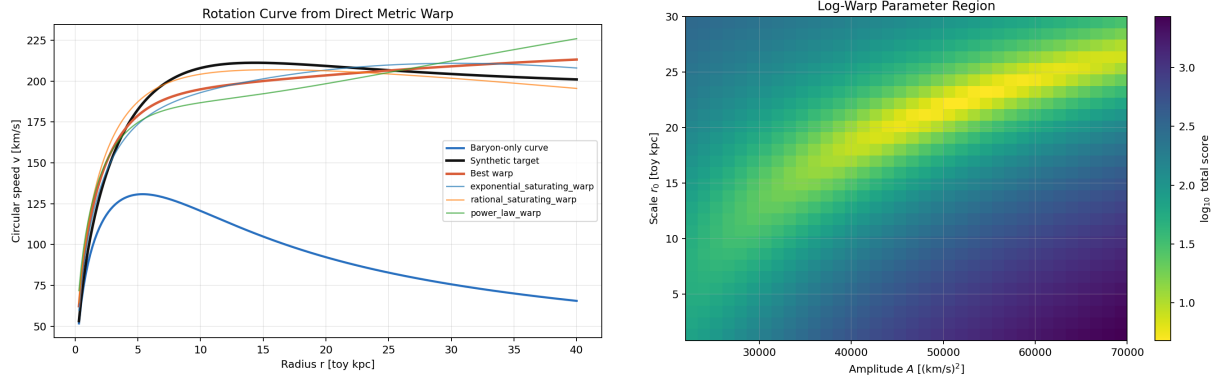 Rotation Curve from Direct Metric Warp
225
200
175
150
125
100
75
50
Circular speed v [km/s]
0 5 10 15 20 25 30 35 40
Radius r [toy kpc]
Baryon-only curve
Synthetic target
Best warp
exponential_saturating_warp
rational_saturating_warp
power_law_warp
Log-Warp Parameter Region
30
25
20
15
10
5
Scale r₀ [toy kpc]
30000 40000 50000 60000 70000
Amplitude A [(km/s)²]
3.0
2.5
2.0
1.5
1.0
log₁₀ total score